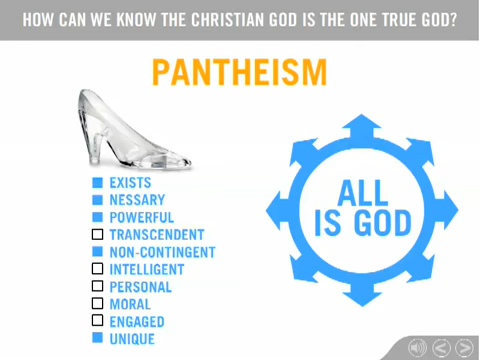 HOW CAN WE KNOW THE CHRISTIAN GOD IS THE ONE TRUE GOD?
PANTHEISM
EXISTS
NESSARY
POWERFUL
TRANSCENDENT
NON-CONTINGENT
INTELLIGENT
PERSONAL
MORAL
ENGAGED
UNIQUE
ALL
IS GOD